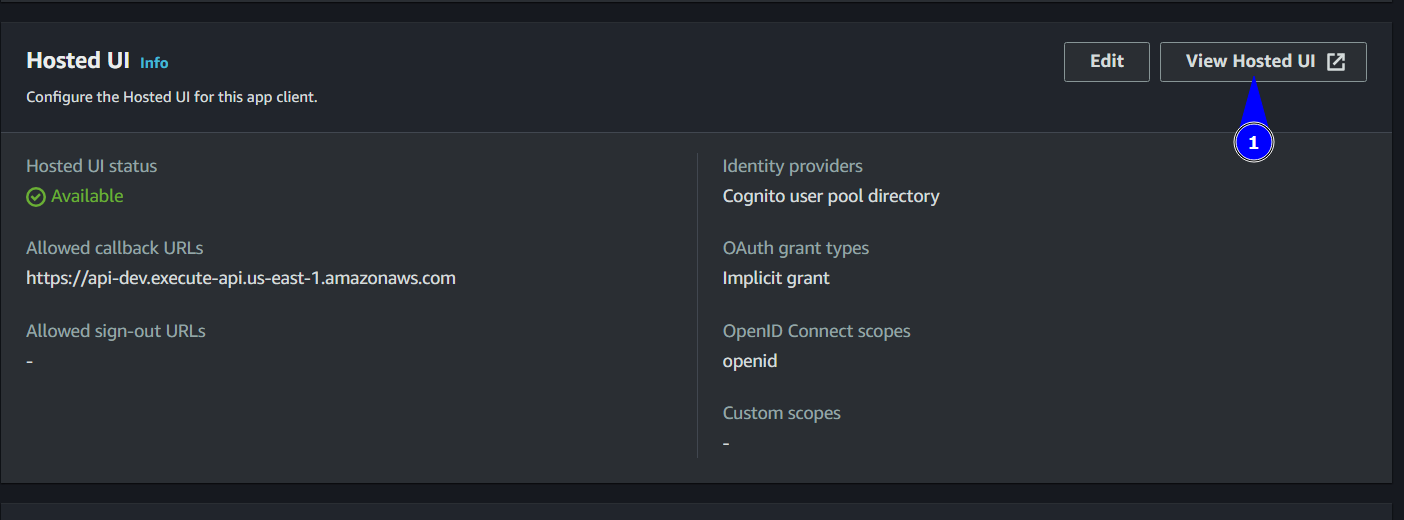 Hosted UI Info
Edit
View Hosted UI
Configure the Hosted UI for this app client.
1
Hosted UI status
Available
Allowed callback URLs
https://api-dev.execute-api.us-east-1.amazonaws.com
Allowed sign-out URLs
-
Identity providers
Cognito user pool directory
OAuth grant types
Implicit grant
OpenID Connect scopes
openid
Custom scopes
-